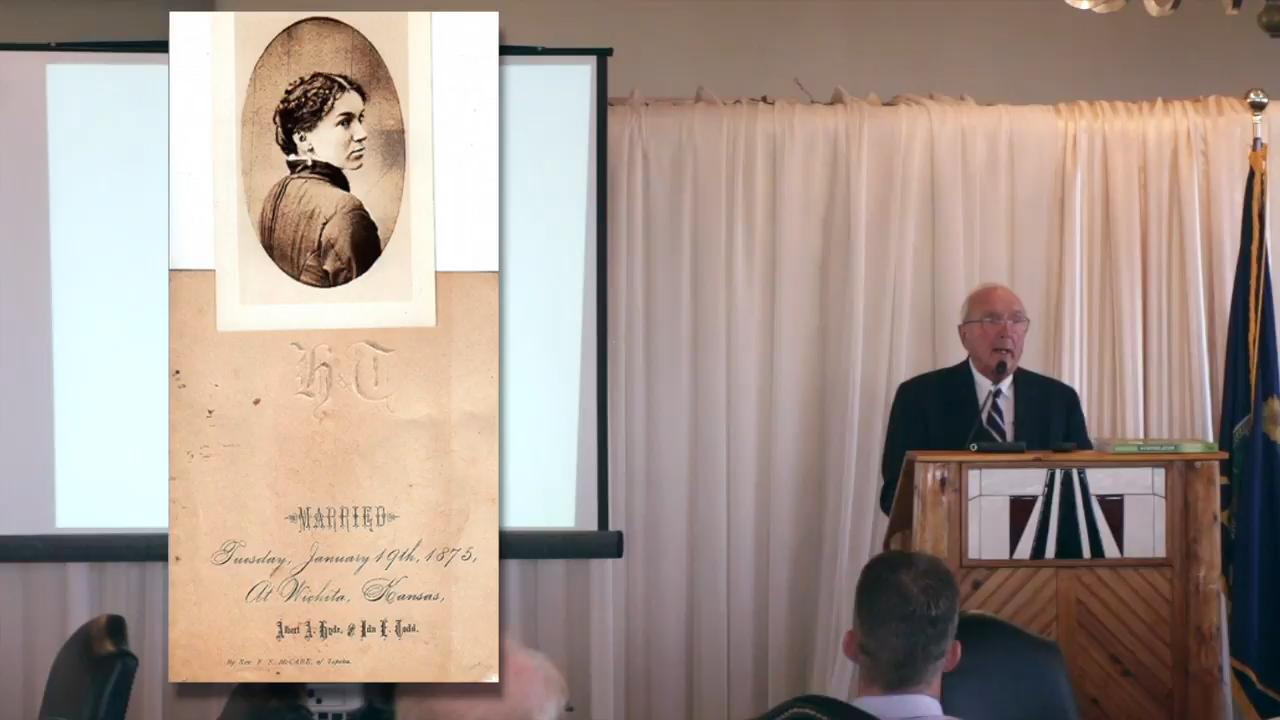 H & T
MARRIED
Tuesday, January 19th, 1875,
At Wichita, Kansas,
Albert A. Hyde, & Ida E. Todd.
By Rev. F. S. McCABE, of Topeka.